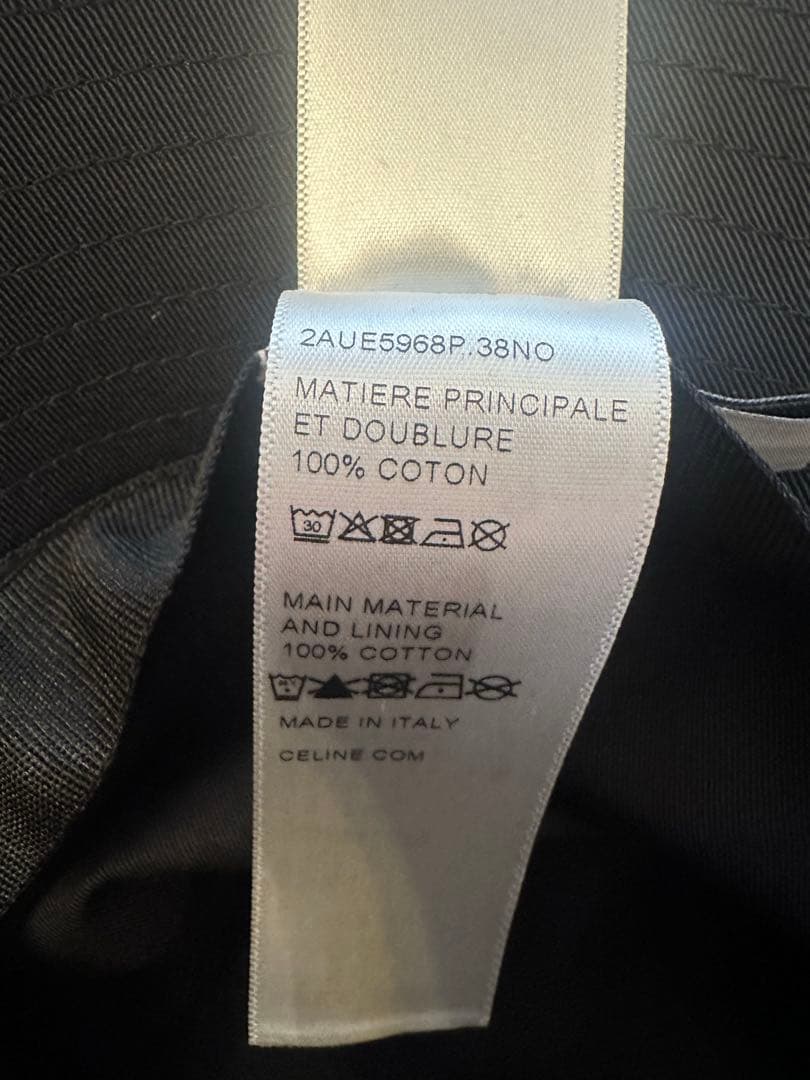 2AUE5968P.38NO
MATIERE PRINCIPALE
ET DOUBLURE
100% COTON
30
MAIN MATERIAL
AND LINING
100% COTTON
MADE IN ITALY
CELINE.COM